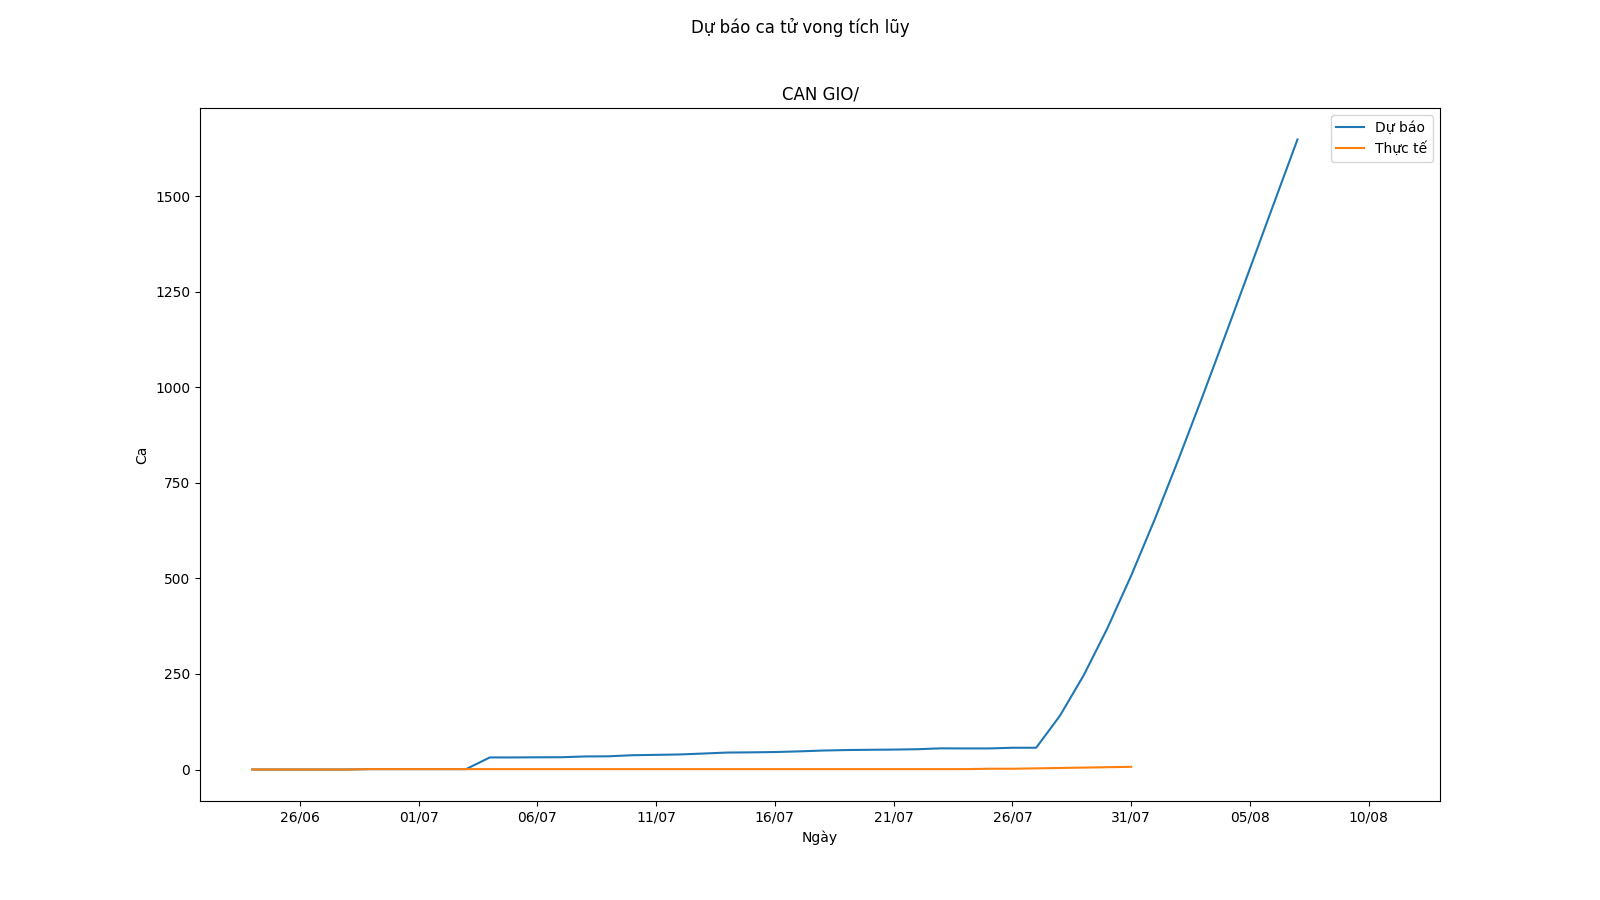 Dự báo ca tử vong tích lũy
CAN GIO/
Dự báo
Thực tế
1500
1250
1000
750
500
250
0
Ca
26/06 01/07 06/07 11/07 16/07 21/07 26/07 31/07 05/08 10/08
Ngày